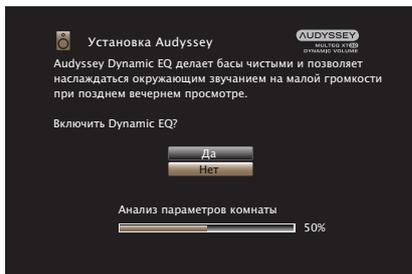 Установка Audyssey
AUDYSSEY
MULTEQ XT32
DYNAMIC VOLUME
Audyssey Dynamic EQ делает басы чистыми и позволяет
наслаждаться окружающим звучанием на малой громкости
при позднем вечернем просмотре.
Включить Dynamic EQ?
Да
Нет
Анализ параметров комнаты
50%